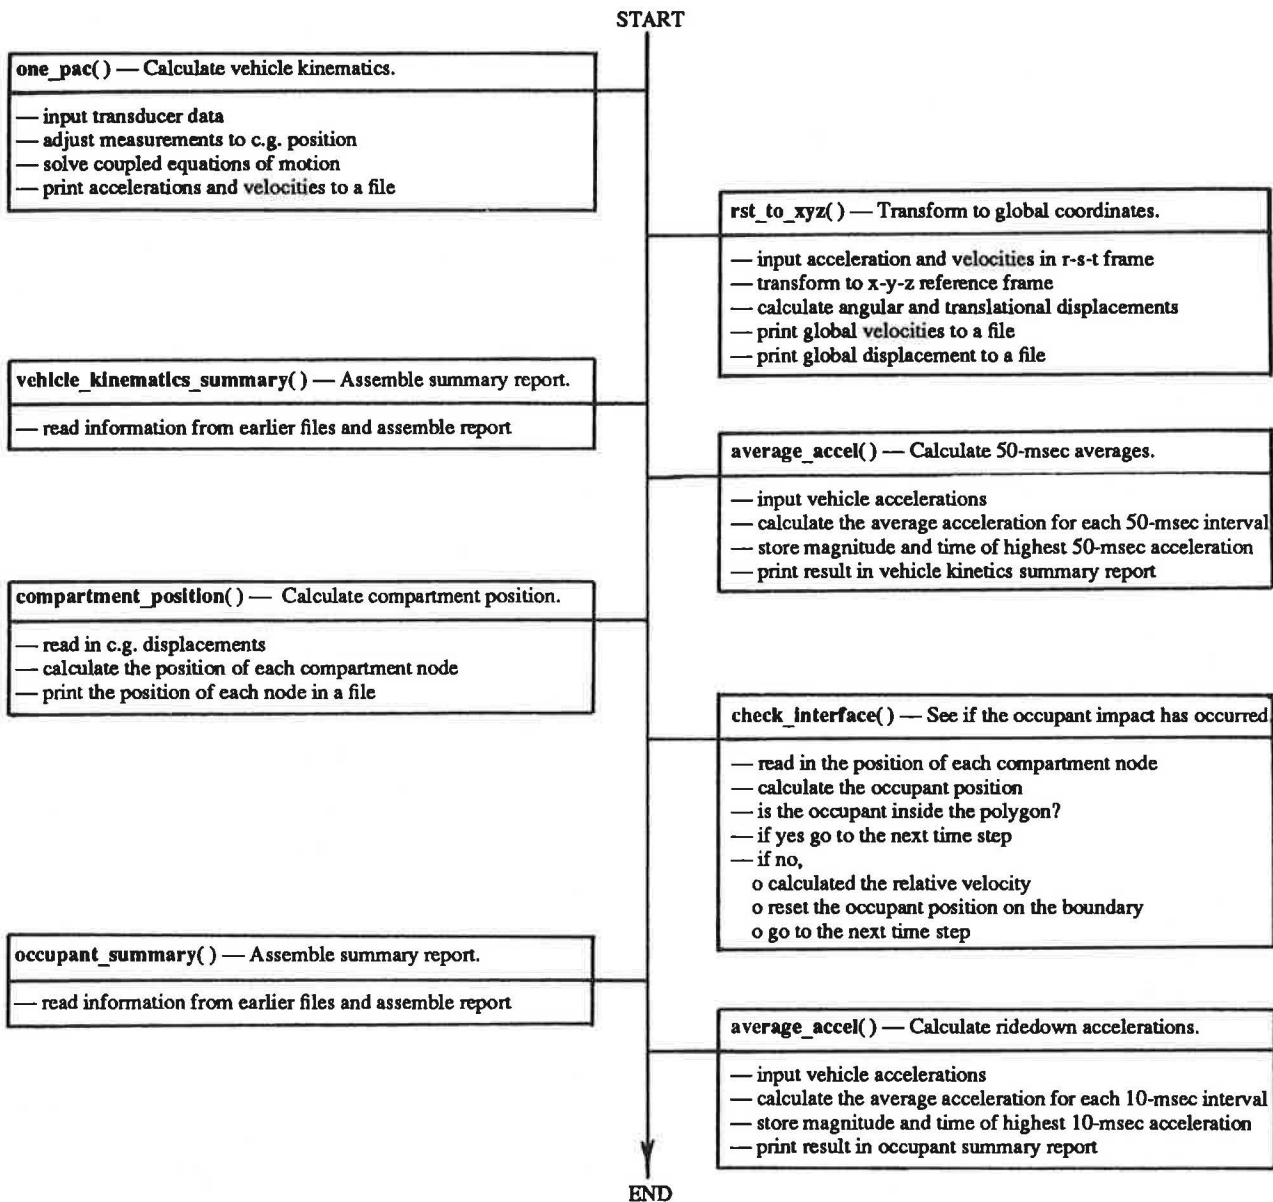 START
one_pac() — Calculate vehicle kinematics.
— input transducer data
— adjust measurements to c.g. position
— solve coupled equations of motion
— print accelerations and velocities to a file
rst_to_xyz() — Transform to global coordinates.
— input acceleration and velocities in r-s-t frame
— transform to x-y-z reference frame
— calculate angular and translational displacements
— print global velocities to a file
— print global displacement to a file
vehicle_kinematics_summary() — Assemble summary report.
— read information from earlier files and assemble report
average_accel() — Calculate 50-msec averages.
— input vehicle accelerations
— calculate the average acceleration for each 50-msec interval
— store magnitude and time of highest 50-msec acceleration
— print result in vehicle kinetics summary report
compartment_position() — Calculate compartment position.
— read in c.g. displacements
— calculate the position of each compartment node
— print the position of each node in a file
check_interface() — See if the occupant impact has occurred.
— read in the position of each compartment node
— calculate the occupant position
— is the occupant inside the polygon?
— if yes go to the next time step
— if no,
o calculated the relative velocity
o reset the occupant position on the boundary
o go to the next time step
occupant_summary() — Assemble summary report.
— read information from earlier files and assemble report
average_accel() — Calculate ridedown accelerations.
— input vehicle accelerations
— calculate the average acceleration for each 10-msec interval
— store magnitude and time of highest 10-msec acceleration
— print result in occupant summary report
END